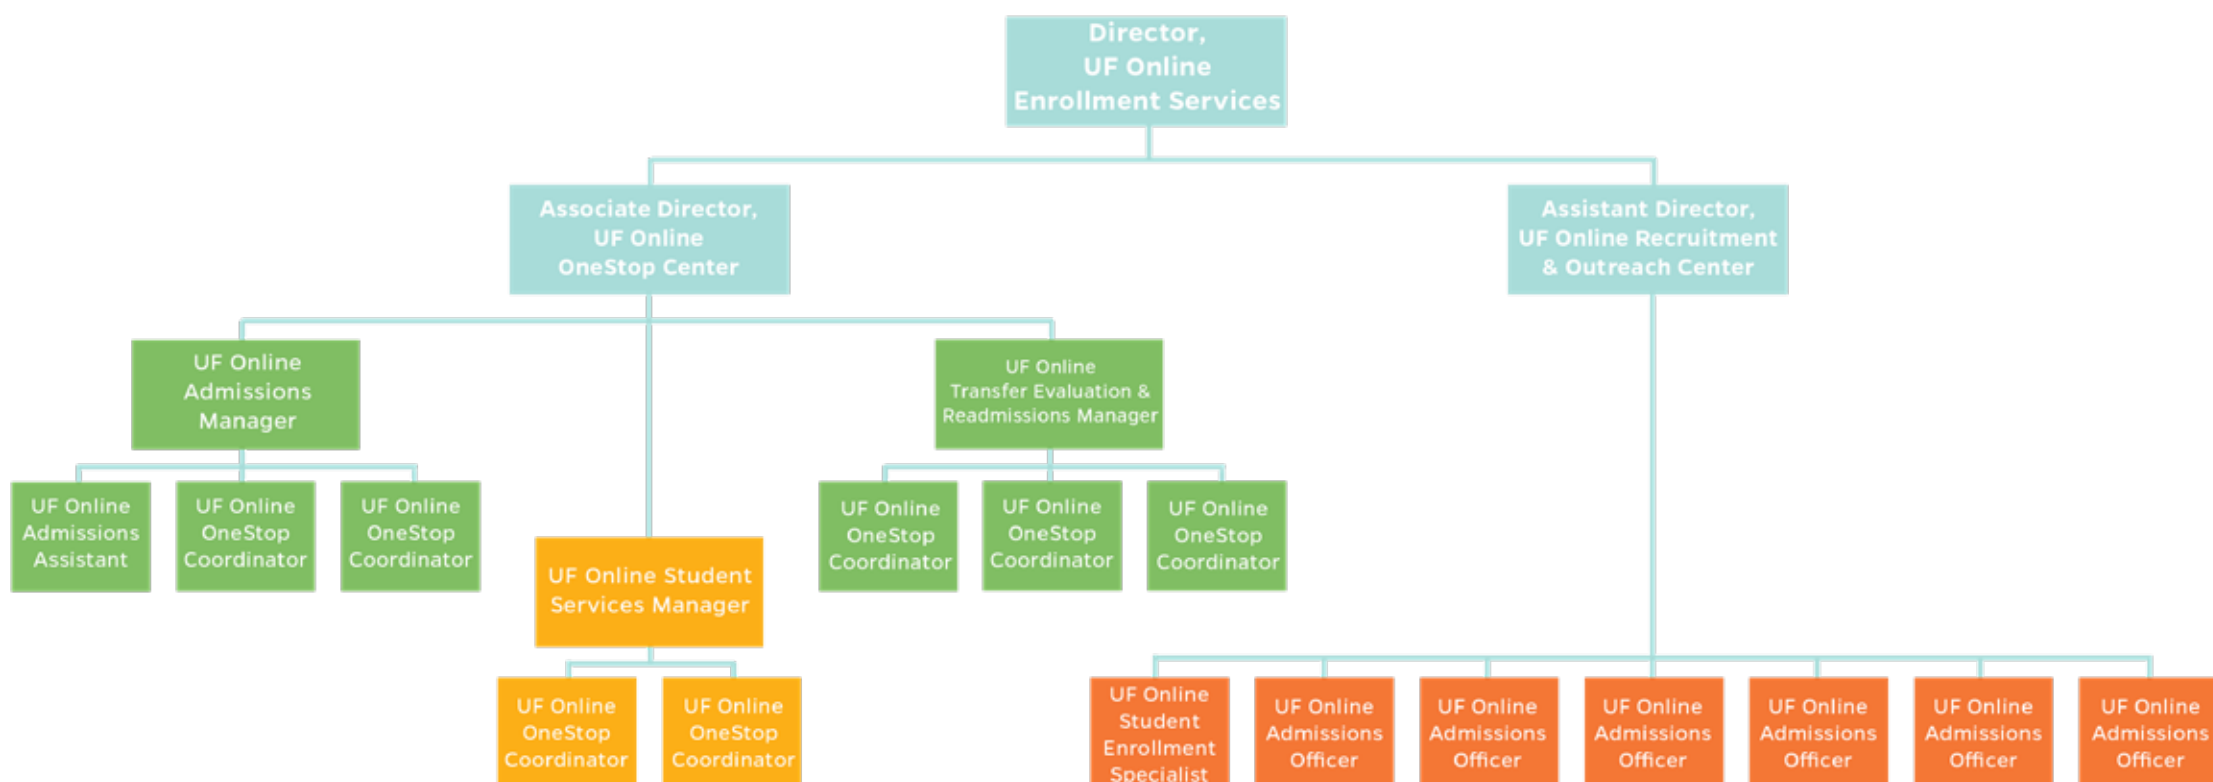 Director,
UF Online
Enrollment Services
Associate Director,
UF Online
OneStop Center
Assistant Director,
UF Online Recruitment
& Outreach Center
UF Online
Admissions
Manager
UF Online
Transfer Evaluation &
Readmissions Manager
UF Online
Admissions
Assistant
UF Online
OneStop
Coordinator
UF Online
OneStop
Coordinator
UF Online
OneStop
Coordinator
UF Online
OneStop
Coordinator
UF Online
OneStop
Coordinator
UF Online Student
Services Manager
UF Online
OneStop
Coordinator
UF Online
OneStop
Coordinator
UF Online
Student
Enrollment
Specialist
UF Online
Admissions
Officer
UF Online
Admissions
Officer
UF Online
Admissions
Officer
UF Online
Admissions
Officer
UF Online
Admissions
Officer
UF Online
Admissions
Officer